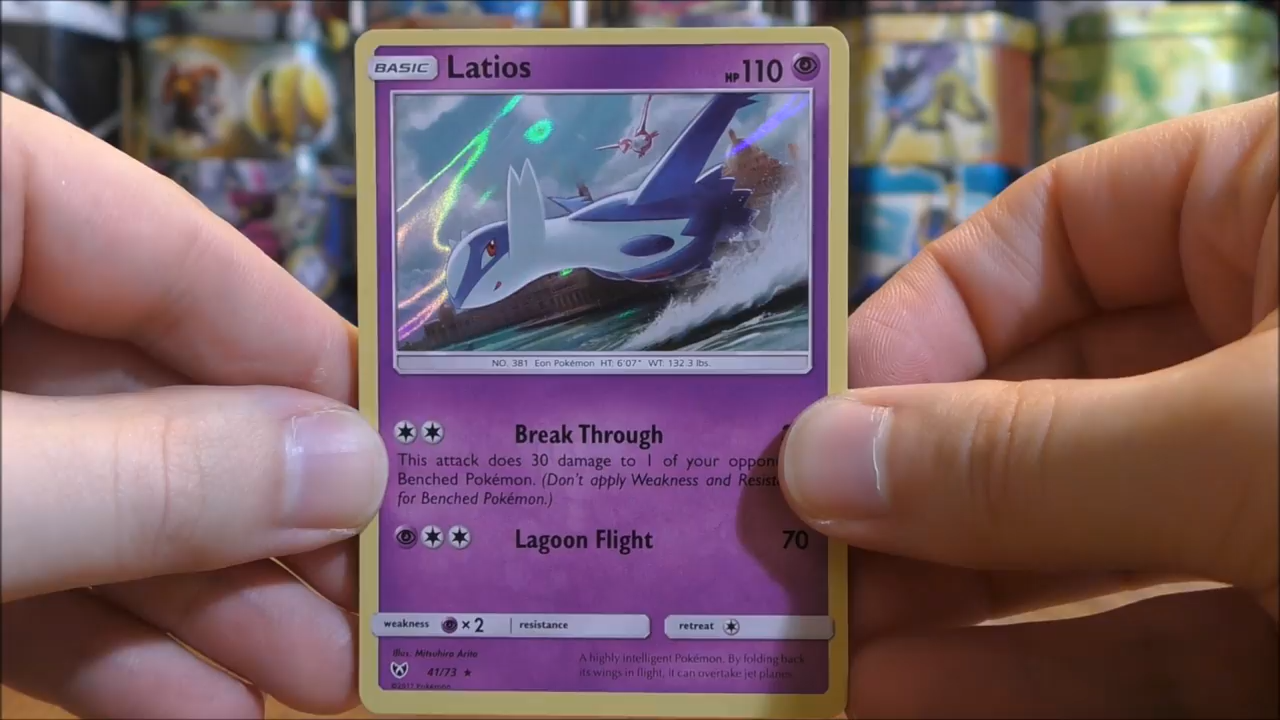 BASIC Latios HP 110
NO. 381 Eon Pokémon HT: 6'07" WT: 132.3 lbs.
Break Through
This attack does 30 damage to 1 of your
Benched Pokémon. (Don't apply Weakness and
for Benched Pokémon.)
Lagoon Flight 70
weakness ×2 resistance retreat
Illus. Mitsuhiro Arita
41/73
©2017 Pokémon
A highly intelligent Pokémon. By folding back
its wings in flight, it can overtake jet planes.